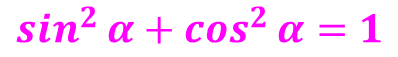 sin² α + cos² α = 1